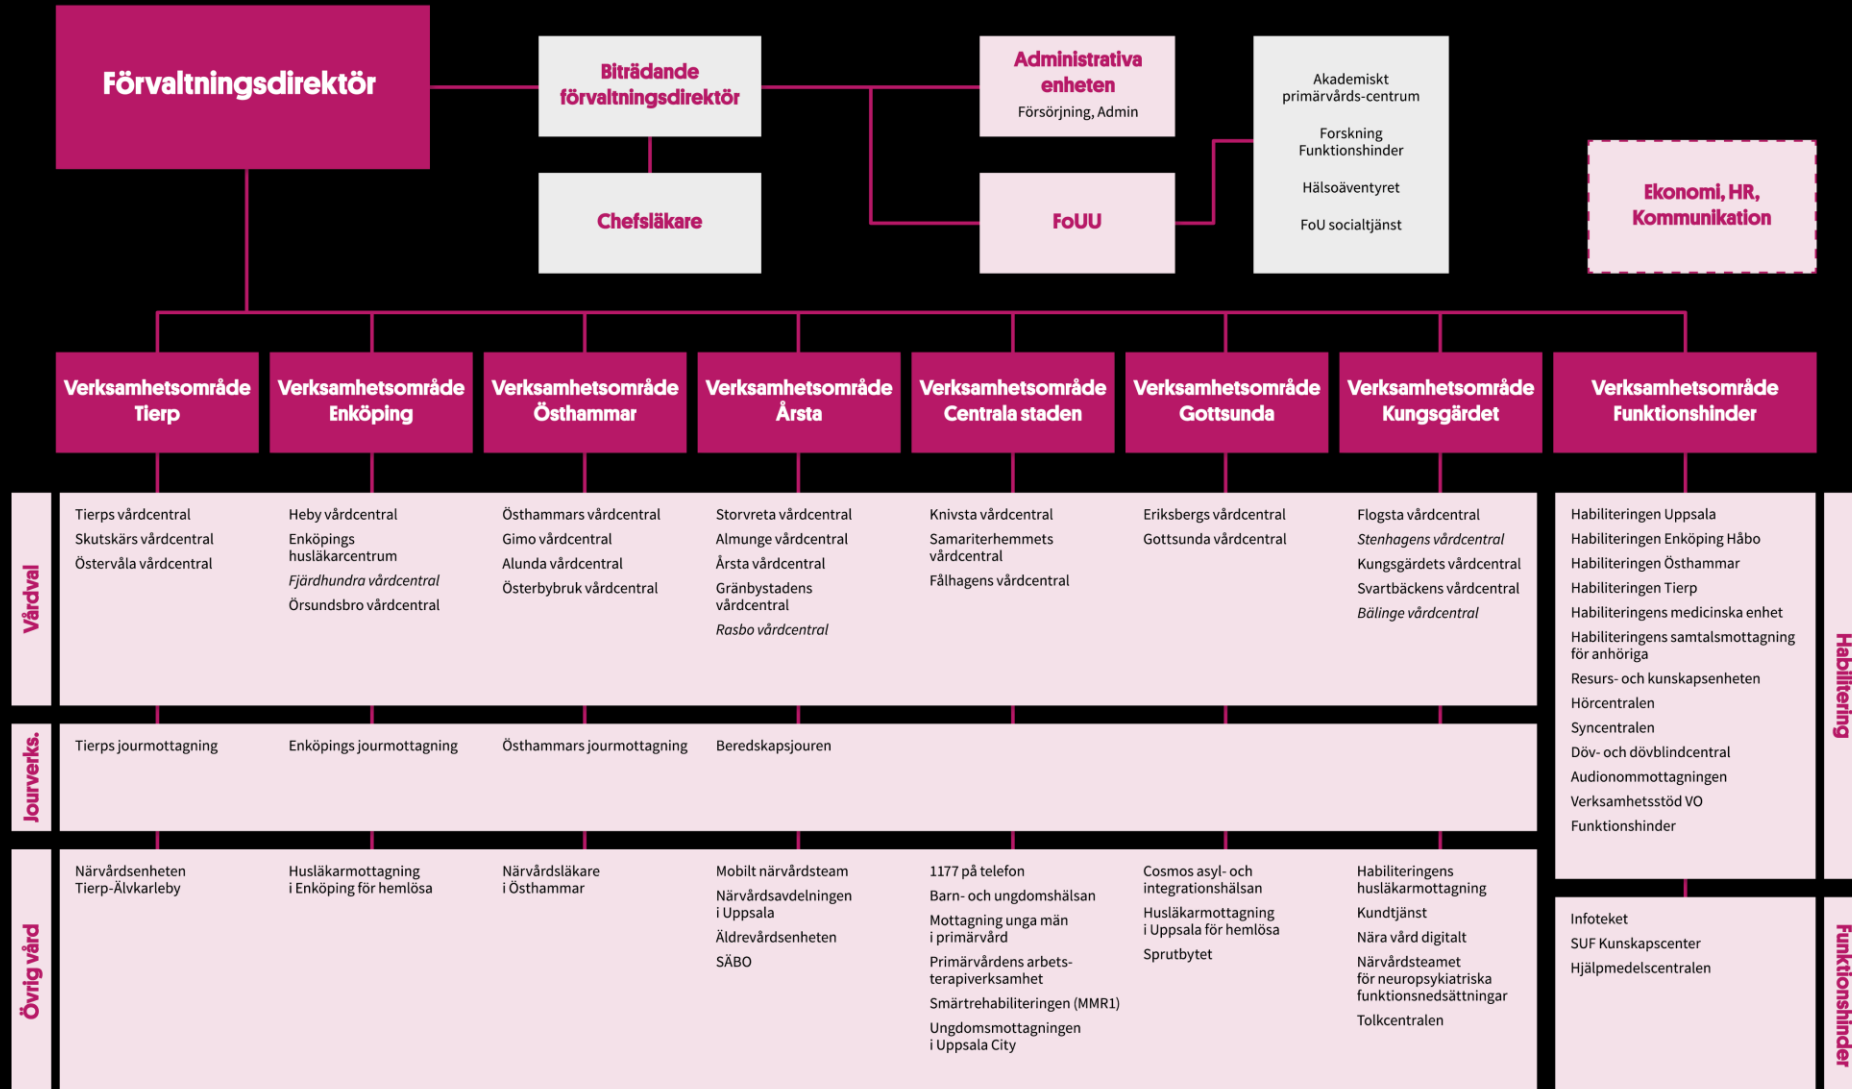 Förvaltningsdirektör
Biträdande
förvaltningsdirektör
Chefsläkare
Administrativa
enheten
Försörjning, Admin
FoUU
Akademiskt
primärvårds-centrum
Forskning
Funktionshinder
Hälsoäventyret
FoU socialtjänst
Ekonomi, HR,
Kommunikation
Verksamhetsområde
Tierp
Verksamhetsområde
Enköping
Verksamhetsområde
Östhammar
Verksamhetsområde
Årsta
Verksamhetsområde
Centrala staden
Verksamhetsområde
Gottsunda
Verksamhetsområde
Kungsgärdet
Verksamhetsområde
Funktionshinder
Vårdval
Tierps vårdcentral
Skutskärs vårdcentral
Östervåla vårdcentral
Heby vårdcentral
Enköpings
husläkarcentrum
Fjärdhundra vårdcentral
Örsundsbro vårdcentral
Östhammars vårdcentral
Gimo vårdcentral
Alunda vårdcentral
Österbybruk vårdcentral
Storvreta vårdcentral
Almunge vårdcentral
Årsta vårdcentral
Gränbystadens
vårdcentral
Rasbo vårdcentral
Knivsta vårdcentral
Samariterhemmets
vårdcentral
Fålhagens vårdcentral
Eriksbergs vårdcentral
Gottsunda vårdcentral
Flogsta vårdcentral
Stenhagens vårdcentral
Kungsgärdets vårdcentral
Svartbäckens vårdcentral
Bälinge vårdcentral
Jourverks.
Tierps jourmottagning
Enköpings jourmottagning
Östhammars jourmottagning
Beredskapsjouren
Övrig vård
Närvårdsenheten
Tierp-Älvkarleby
Husläkarmottagning
i Enköping för hemlösa
Närvårdsläkare
i Östhammar
Mobilt närvårdsteam
Närvårdsavdelningen
i Uppsala
Äldrevårdsenheten
SÄBO
1177 på telefon
Barn- och ungdomshälsan
Mottagning unga män
i primärvård
Primärvårdens arbets-
terapiverksamhet
Smärtrehabiliteringen (MMR1)
Ungdomsmottagningen
i Uppsala City
Cosmos asyl- och
integrationshälsan
Husläkarmottagning
i Uppsala för hemlösa
Sprutbytet
Habiliteringens
husläkarmottagning
Kundtjänst
Nära vård digitalt
Närvårdsteamet
för neuropsykiatriska
funktionsnedsättningar
Tolkcentralen
Habilitering
Habiliteringen Uppsala
Habiliteringen Enköping Håbo
Habiliteringen Östhammar
Habiliteringen Tierp
Habiliteringens medicinska enhet
Habiliteringens samtalsmottagning
för anhöriga
Resurs- och kunskapsenheten
Hörcentralen
Syncentralen
Döv- och dövblindcentral
Audionommottagningen
Verksamhetsstöd VO
Funktionshinder
Funktionshinder
Infoteket
SUF Kunskapscenter
Hjälpmedelscentralen